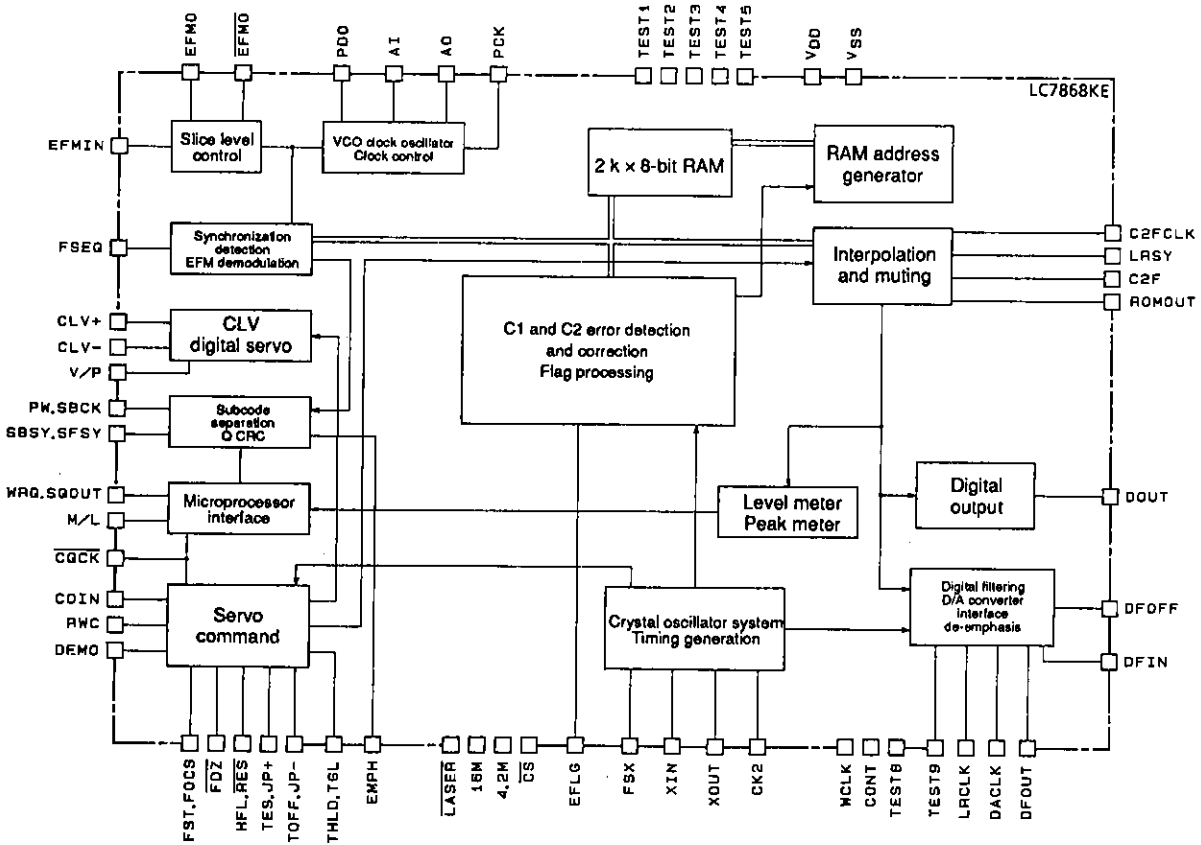 EFMO
EFMO
PDO
AI
AO
PCK
TEST1
TEST2
TEST3
TEST4
TEST5
VDD
VSS
LC7868KE
EFMIN
Slice level
control
VCO clock oscillator
Clock control
2 k × 8-bit RAM
RAM address
generator
FSEQ
Synchronization
detection
EFM demodulation
Interpolation
and muting
C2FCLK
LRSY
C2F
ROMOUT
CLV+
CLV-
V/P
CLV
digital servo
C1 and C2 error detection
and correction
Flag processing
PW,SBCK
SBSY,SFSY
Subcode
separation
Q CRC
WRQ,SQOUT
M/L
CQCK
Microprocessor
interface
Level meter
Peak meter
Digital
output
DOUT
COIN
RWC
DEMO
Servo
command
Crystal oscillator system
Timing generation
Digital filtering
D/A converter
interface
de-emphasis
DFOFF
DFIN
FST,FOCS
FDZ
HFL,RES
TES,JP+
TOFF,JP-
THLD,T6L
EMPH
LASER
16M
4.2M
CS
EFLG
FSX
XIN
XOUT
CK2
WCLK
CONT
TEST8
TEST9
LRCLK
DACLK
DFOUT